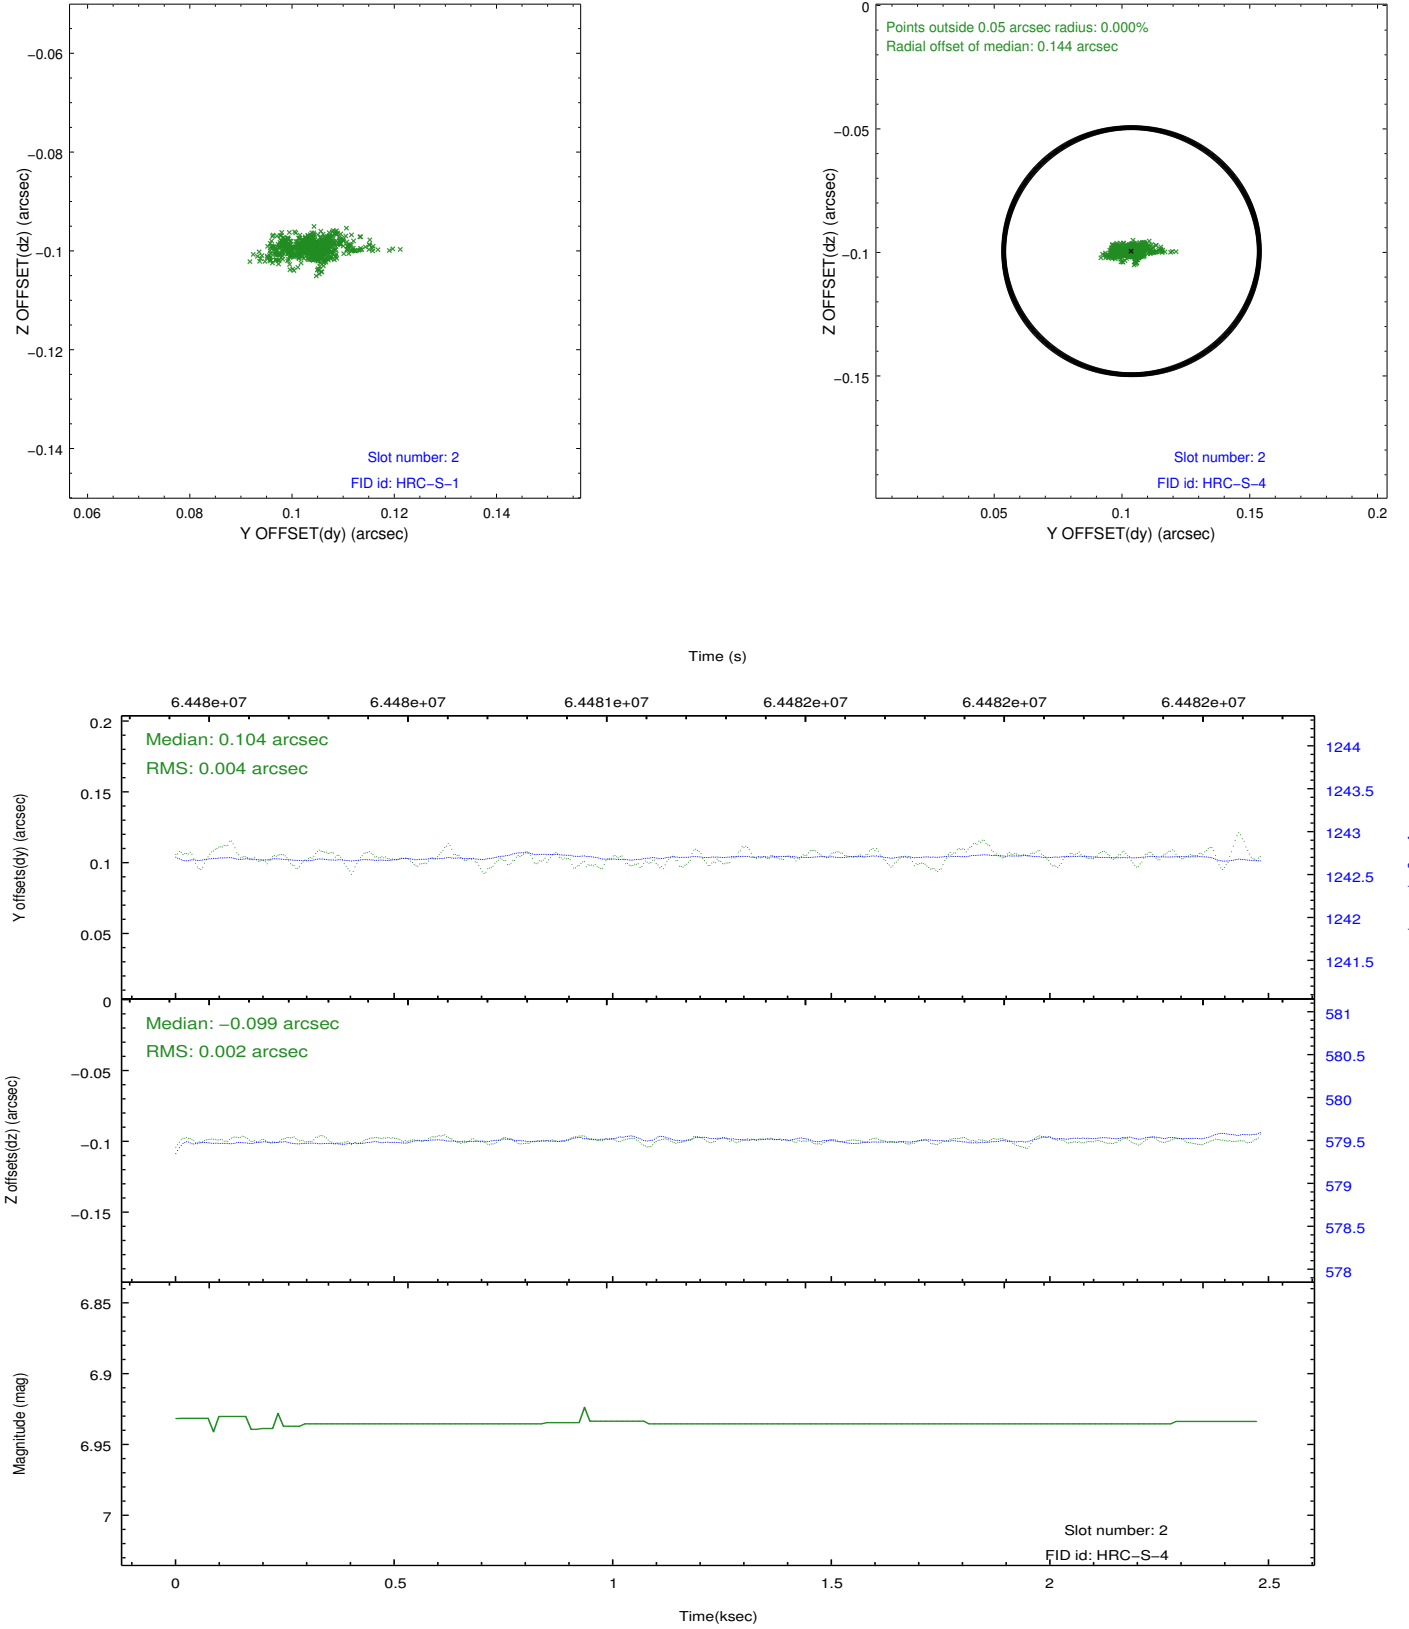 −0.06
−0.08
−0.1
−0.12
−0.14
Z OFFSET(dz) (arcsec)
Slot number: 2
FID id: HRC−S−1
0.06 0.08 0.1 0.12 0.14
Y OFFSET(dy) (arcsec)
Points outside 0.05 arcsec radius: 0.000%
Radial offset of median: 0.144 arcsec
0
−0.05
−0.1
−0.15
Z OFFSET(dz) (arcsec)
Slot number: 2
FID id: HRC−S−4
0.05 0.1 0.15 0.2
Y OFFSET(dy) (arcsec)
Time (s)
6.448e+07 6.448e+07 6.4481e+07 6.4482e+07 6.4482e+07 6.4482e+07
Median: 0.104 arcsec
RMS: 0.004 arcsec
0.2
0.15
0.1
0.05
0
Y offsets(dy) (arcsec)
1244
1243.5
1243
1242.5
1242
1241.5
Median: −0.099 arcsec
RMS: 0.002 arcsec
−0.05
−0.1
−0.15
Z offsets(dz) (arcsec)
581
580.5
580
579.5
579
578.5
578
6.85
6.9
6.95
7
Magnitude (mag)
Slot number: 2
FID id: HRC−S−4
0 0.5 1 1.5 2 2.5
Time(ksec)